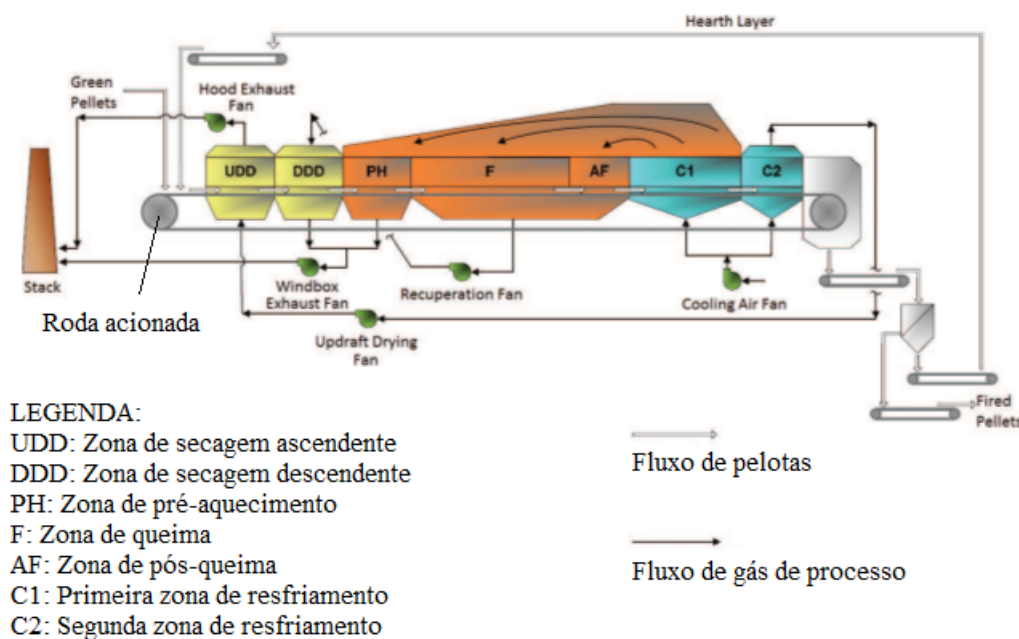 Hearth Layer
Green
Pellets
Hood Exhaust
Fan
UDD
DDD
PH
F
AF
C1
C2
Stack
Windbox
Exhaust Fan
Recuperation Fan
Cooling Air Fan
Roda acionada
Updraft Drying
Fan
Fired
Pellets
LEGENDA:
UDD: Zona de secagem ascendente
DDD: Zona de secagem descendente
PH: Zona de pré-aquecimento
F: Zona de queima
AF: Zona de pós-queima
C1: Primeira zona de resfriamento
C2: Segunda zona de resfriamento
Fluxo de pelotas
Fluxo de gás de processo